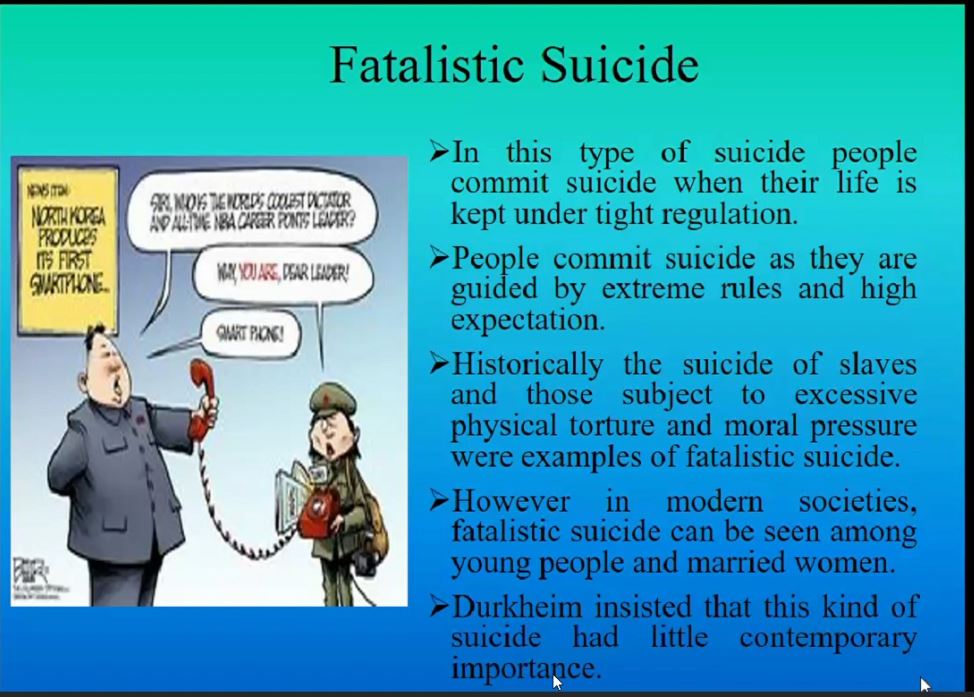 Fatalistic Suicide
NEWS ITEM:
NORTH KOREA
PRODUCES
ITS FIRST
SMARTPHONE...
SIRI, WHO IS THE WORLD'S COOLEST DICTATOR
AND ALL-TIME NBA CAREER POINTS LEADER?
WHY, YOU ARE, DEAR LEADER!
SMART PHONE!
➢In this type of suicide people
commit suicide when their life is
kept under tight regulation.
➢People commit suicide as they are
guided by extreme rules and high
expectation.
➢Historically the suicide of slaves
and those subject to excessive
physical torture and moral pressure
were examples of fatalistic suicide.
➢However in modern societies,
fatalistic suicide can be seen among
young people and married women.
➢Durkheim insisted that this kind of
suicide had little contemporary
importance.